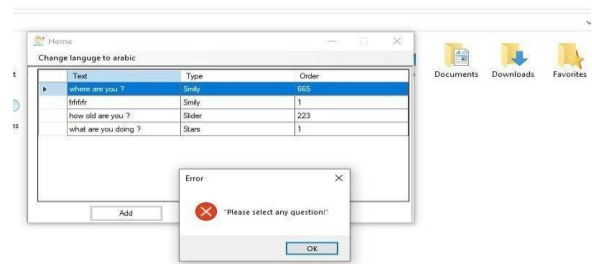 Home
Change languge to arabic
Documents Downloads Favorites
Text Type Order
where are you ? Smily 665
frfrfrfr Smily 1
how old are you ? Slider 223
what are you doing ? Stars 1
Error
"Please select any question!"
Add
OK